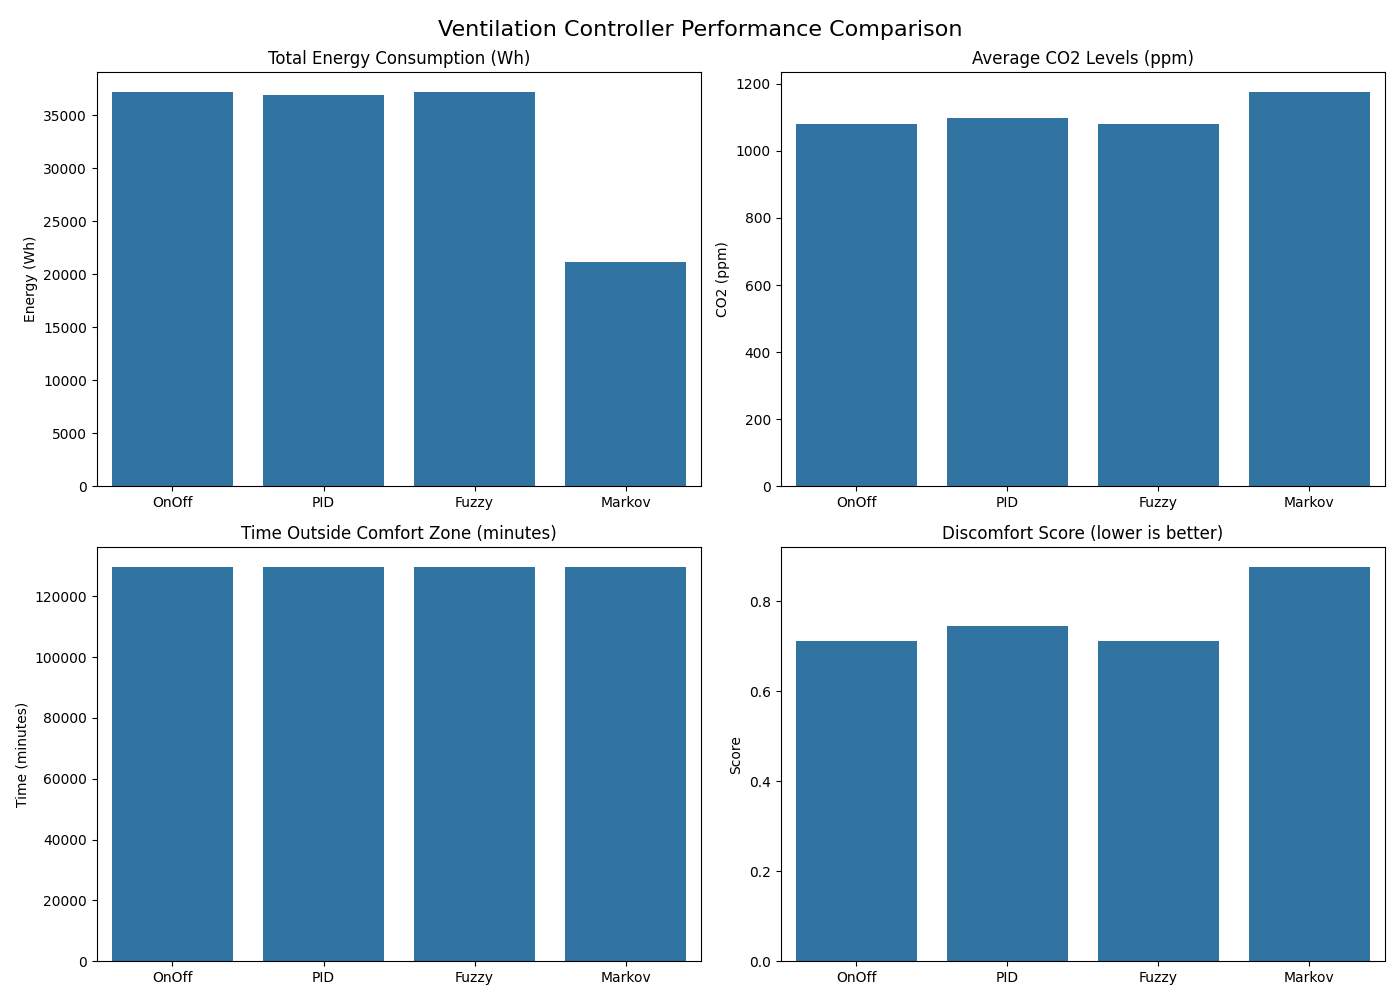 Ventilation Controller Performance Comparison
Total Energy Consumption (Wh)
Energy (Wh)
35000
30000
25000
20000
15000
10000
5000
0
OnOff PID Fuzzy Markov
Average CO2 Levels (ppm)
CO2 (ppm)
1200
1000
800
600
400
200
0
OnOff PID Fuzzy Markov
Time Outside Comfort Zone (minutes)
Time (minutes)
120000
100000
80000
60000
40000
20000
0
OnOff PID Fuzzy Markov
Discomfort Score (lower is better)
Score
0.8
0.6
0.4
0.2
0.0
OnOff PID Fuzzy Markov